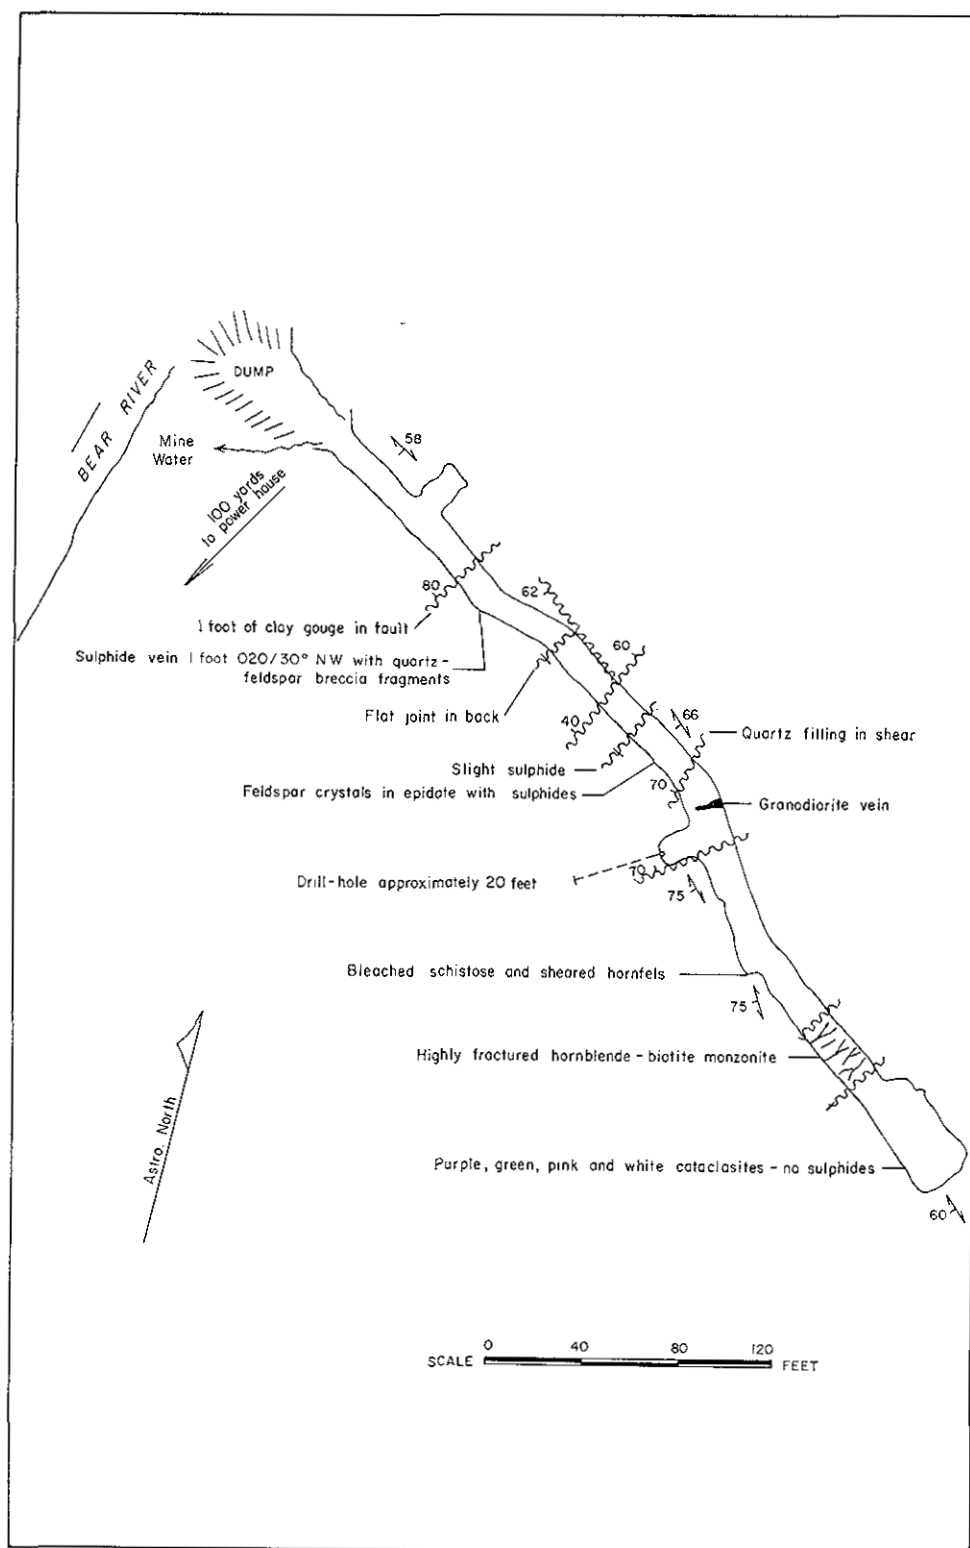 DUMP
BEAR RIVER
Mine
Water
58
100 yards
to power house
80
62
1 foot of clay gouge in fault
60
Sulphide vein 1 foot 020/30° NW with quartz-
feldspar breccia fragments
Flat joint in back
40
66
Quartz filling in shear
Slight sulphide
70
Feldspar crystals in epidote with sulphides
Granodiorite vein
70
Drill-hole approximately 20 feet
75
Bleached schistose and sheared hornfels
75
Highly fractured hornblende-biotite monzonite
Astro. North
Purple, green, pink and white cataclasites - no sulphides
60
0 40 80 120
SCALE FEET